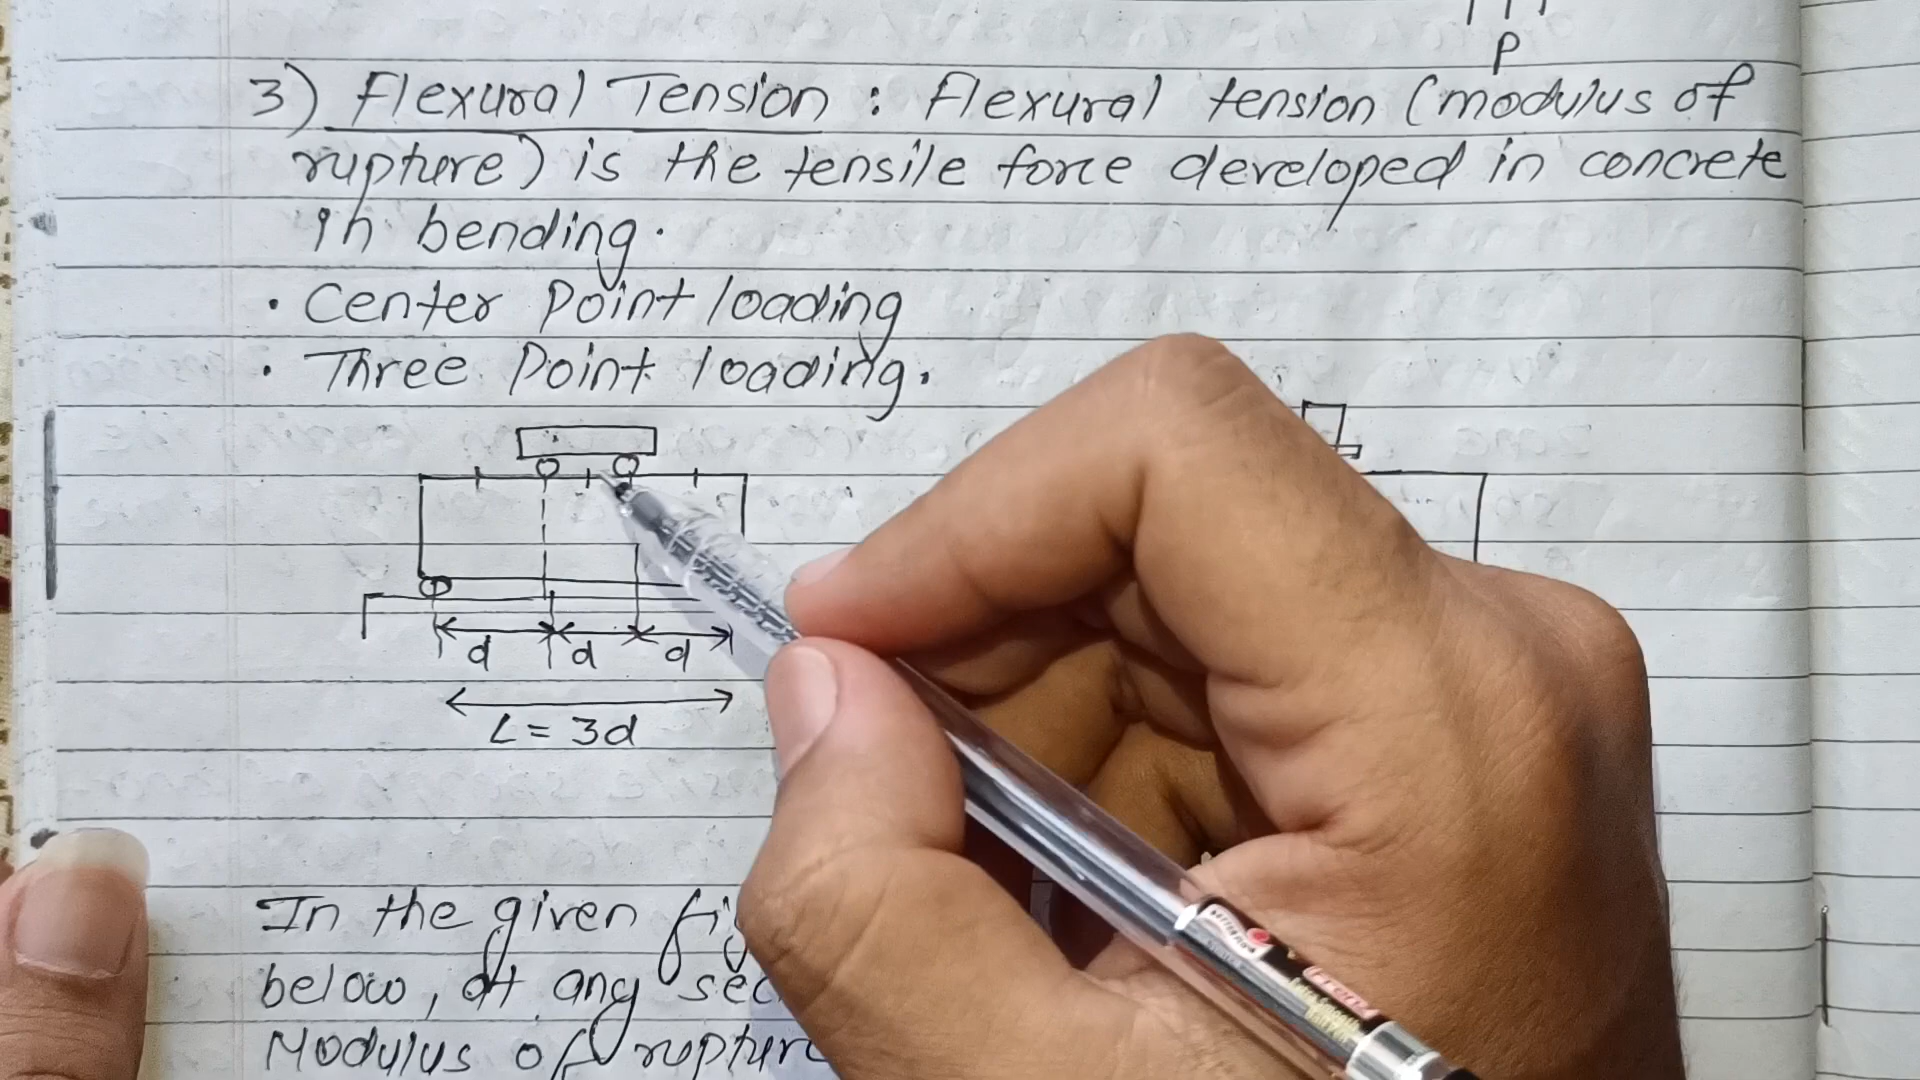 P
3) Flexural Tension : Flexural tension (modulus of
rupture) is the tensile force developed in concrete
in bending.
• Center Point loading
• Three Point loading.
d d d
L = 3d
In the given
below, at any
Modulus of